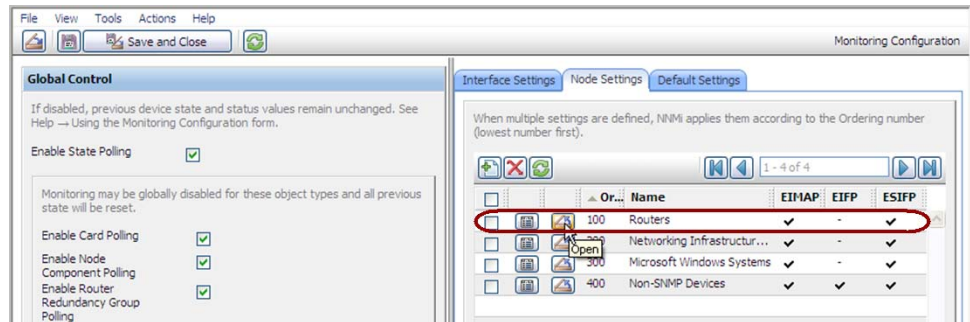 File View Tools Actions Help
Save and Close
Monitoring Configuration
Global Control
If disabled, previous device state and status values remain unchanged. See
Help → Using the Monitoring Configuration form.
Enable State Polling
Monitoring may be globally disabled for these object types and all previous
state will be reset.
Enable Card Polling
Enable Node
Component Polling
Enable Router
Redundancy Group
Polling
Interface Settings Node Settings Default Settings
When multiple settings are defined, NNMi applies them according to the Ordering number
(lowest number first).
1 - 4 of 4
Or... Name EIMAP EIFP ESIFP
100 Routers - 
Networking Infrastructur... -
Open
300 Microsoft Windows Systems -
400 Non-SNMP Devices